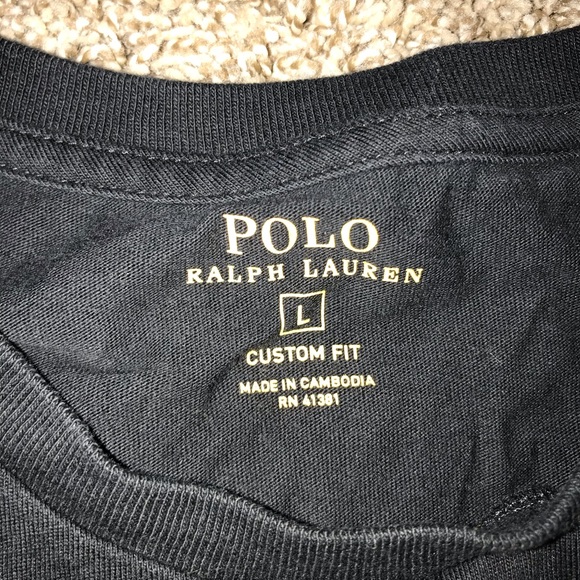 POLO
RALPH LAUREN
L
CUSTOM FIT
MADE IN CAMBODIA
RN 41381